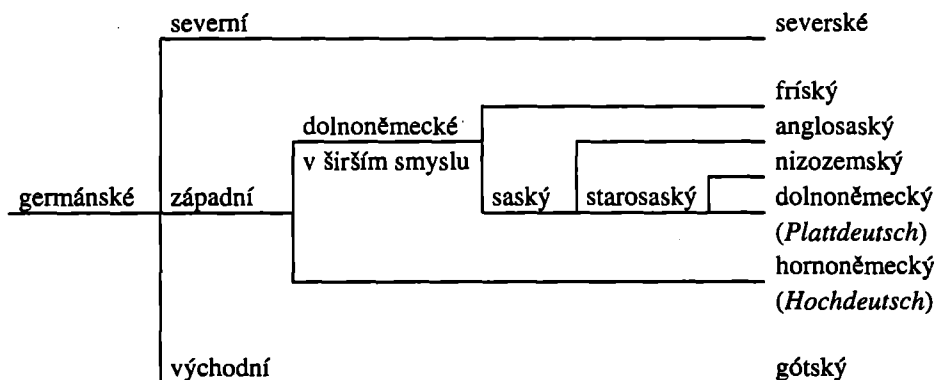 severní severské
fríský
dolnoněmecké anglosaský
v širším smyslu nizozemský
germánské západní saský starosaský dolnoněmecký
(Plattdeutsch)
hornoněmecký
(Hochdeutsch)
východní gótský